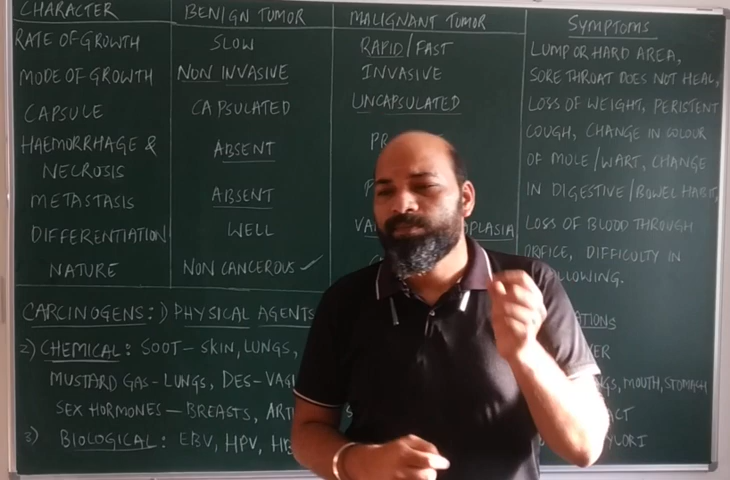 CHARACTER BENIGN TUMOR MALIGNANT TUMOR SYMPTOMS
RATE OF GROWTH SLOW RAPID/FAST LUMP OR HARD AREA,
MODE OF GROWTH NON INVASIVE INVASIVE SORE THROAT DOES NOT HEAL,
CAPSULE CAPSULATED UNCAPSULATED LOSS OF WEIGHT, PERISTENT
HAEMORRHAGE & ABSENT COUGH, CHANGE IN COLOUR
NECROSIS OF MOLE/WART, CHANGE
METASTASIS ABSENT IN DIGESTIVE/BOWEL HABIT,
DIFFERENTIATION WELL LOSS OF BLOOD THROUGH
NATURE NON CANCEROUS ✓ DIFFICULTY IN
CARCINOGENS:1) PHYSICAL AGENTS
2) CHEMICAL: SOOT-SKIN, LUNGS,
MUSTARD GAS-LUNGS, DES- MOUTH, STOMACH
SEX HORMONES - BREASTS,
3) BIOLOGICAL: EBV, HPV,